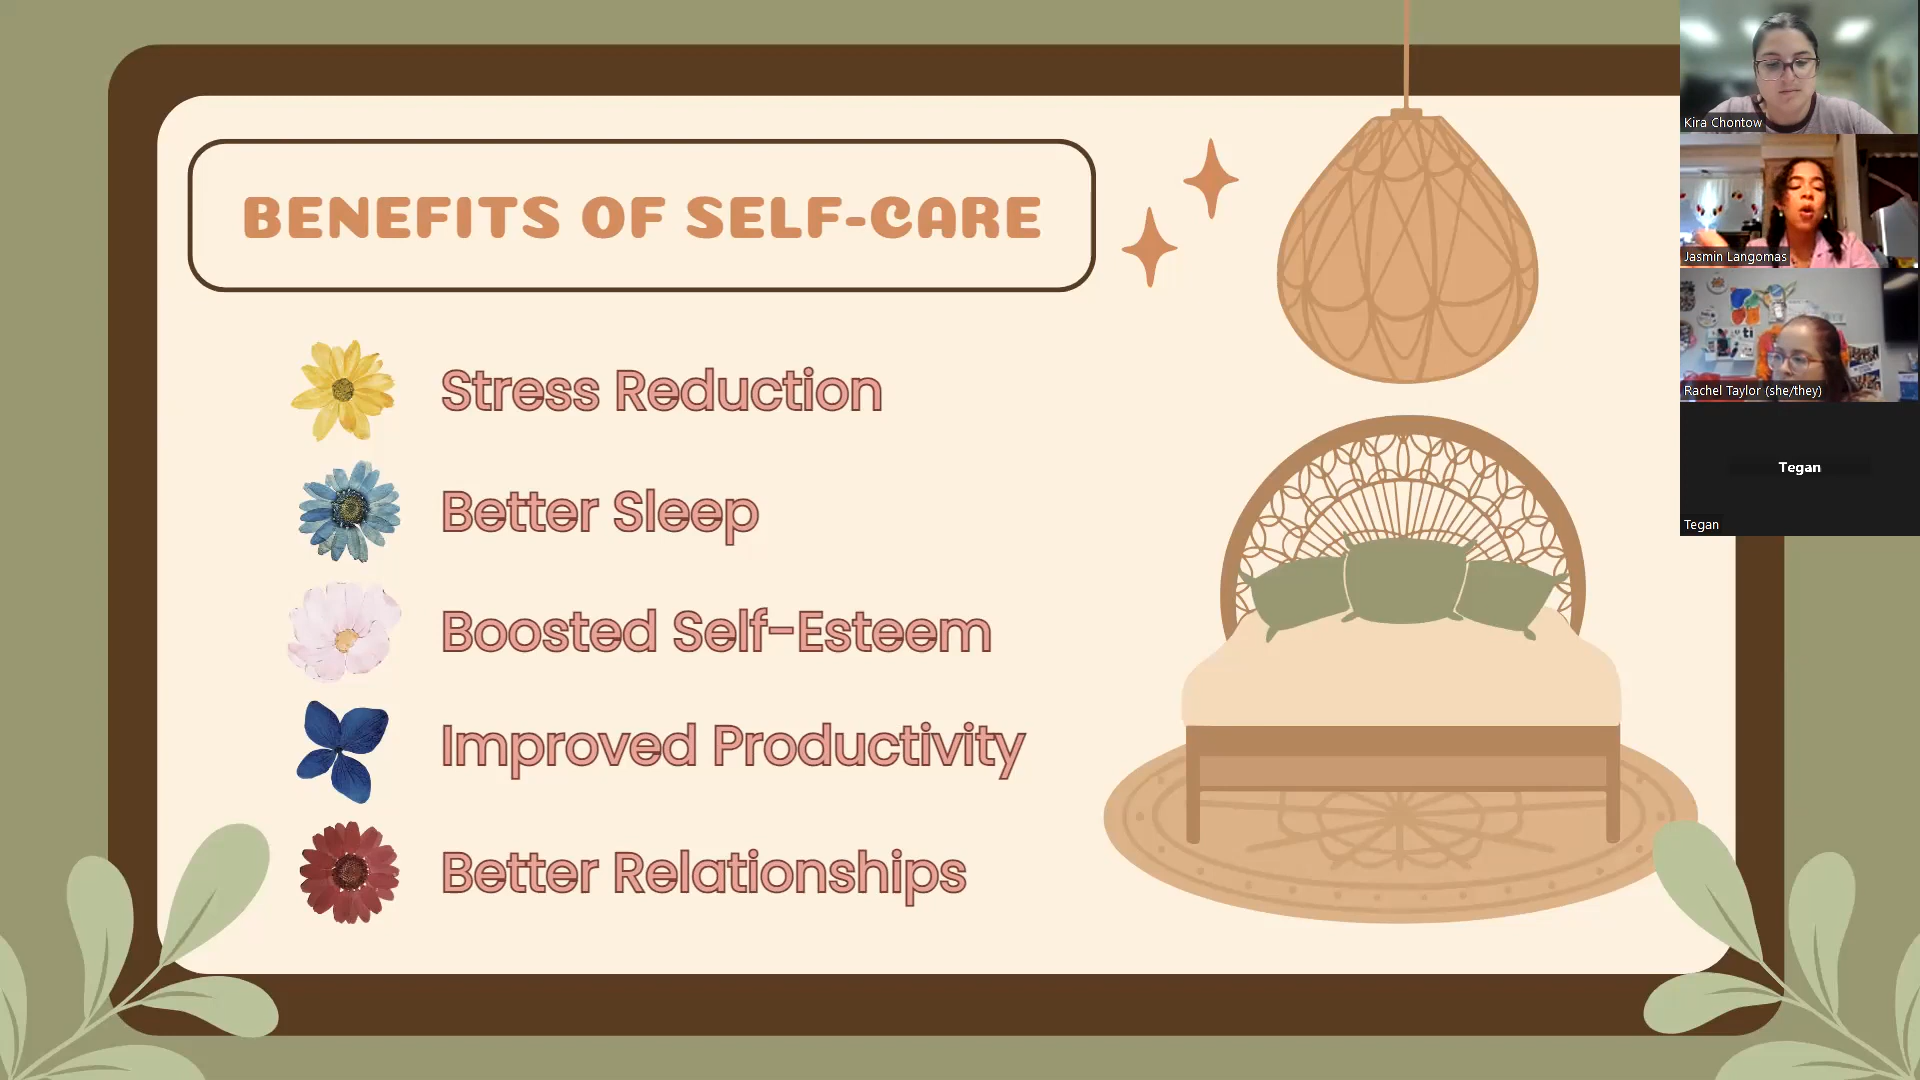 BENEFITS OF SELF-CARE
Stress Reduction
Better Sleep
Boosted Self-Esteem
Improved Productivity
Better Relationships
Kira Chontow
Jasmin Langomas
Rachel Taylor (she/they)
Tegan
Tegan